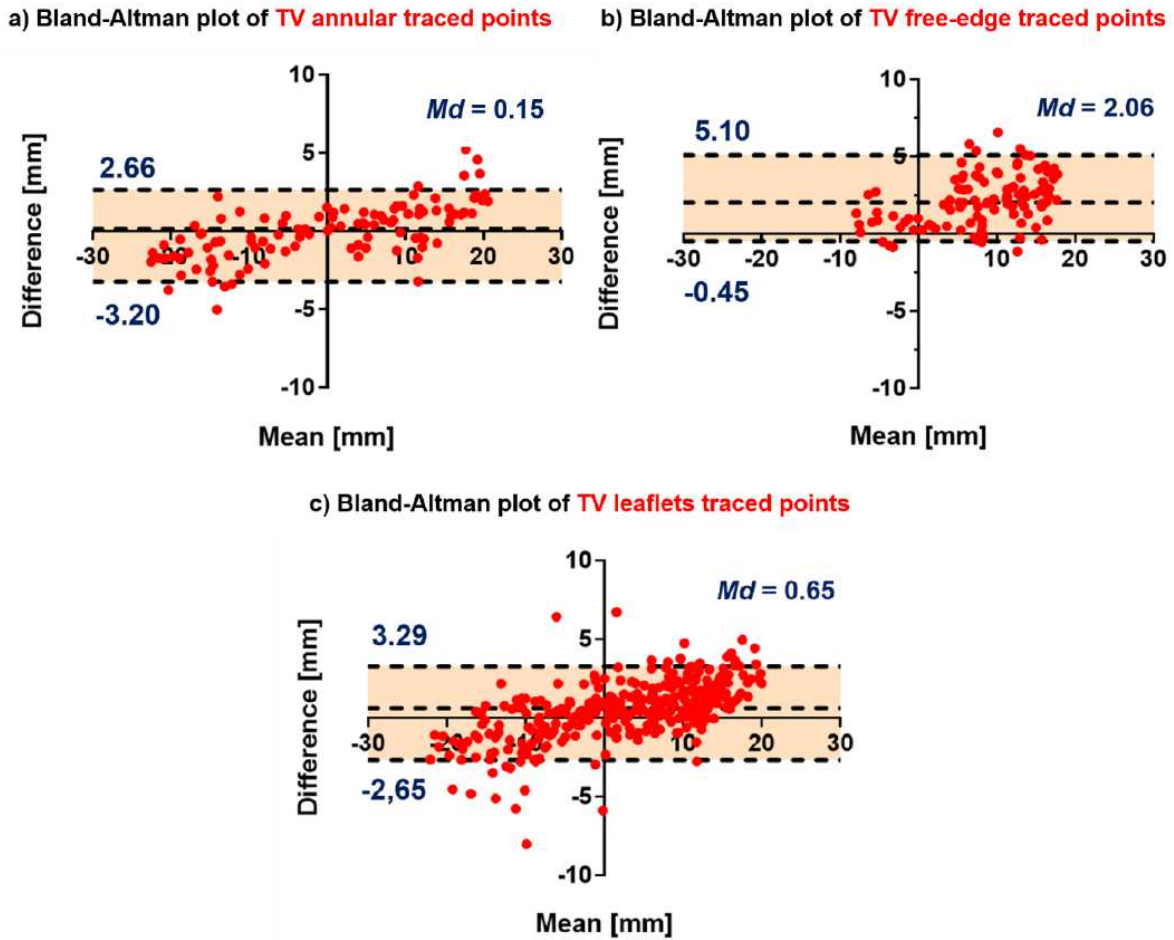 a) Bland-Altman plot of TV annular traced points
10
Md = 0.15
5
2.66
-30 -20 -10 10 20 30
-3.20
-5
-10
Difference [mm]
Mean [mm]
b) Bland-Altman plot of TV free-edge traced points
10
Md = 2.06
5.10
5
-30 -20 -10 10 20 30
-0.45
-5
-10
Difference [mm]
Mean [mm]
c) Bland-Altman plot of TV leaflets traced points
10
Md = 0.65
5
3.29
-30 -20 -10 10 20 30
-2,65
-5
-10
Difference [mm]
Mean [mm]